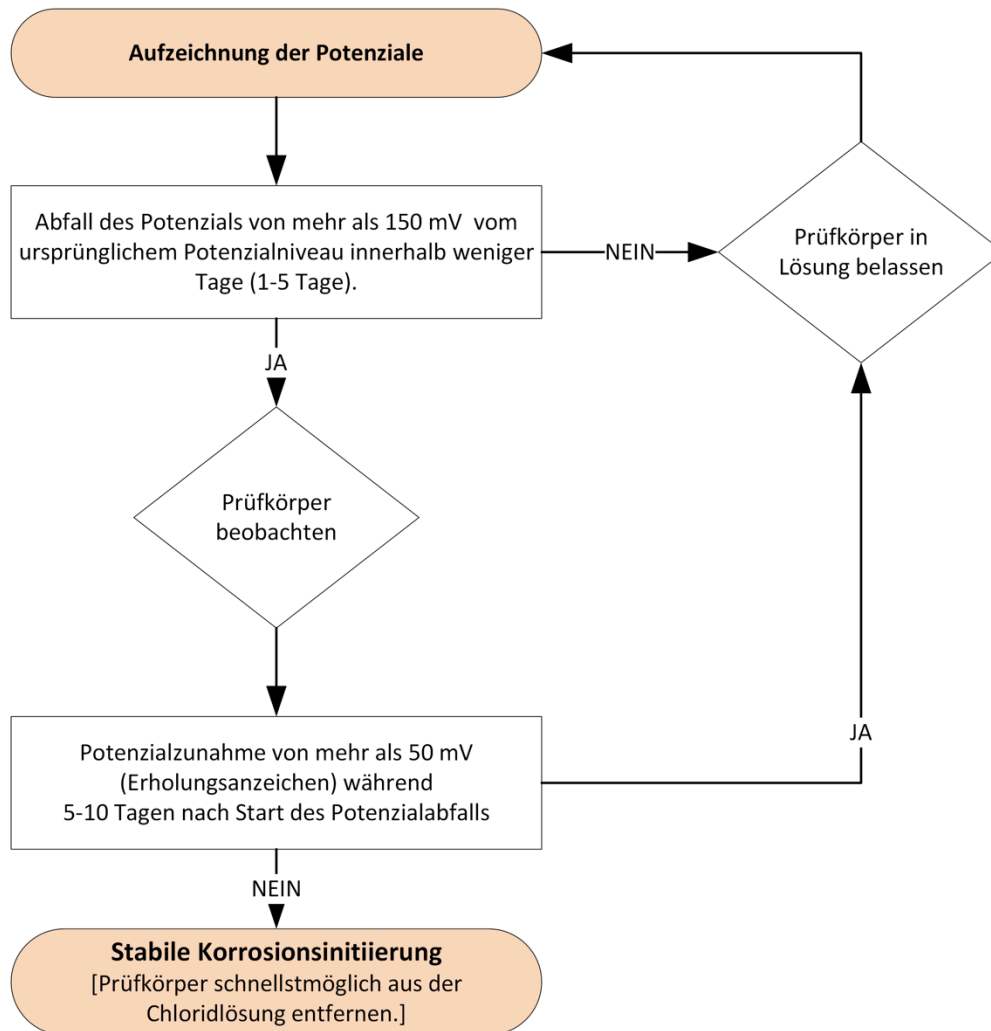 Aufzeichnung der Potenziale
Abfall des Potenzials von mehr als 150 mV vom
ursprünglichem Potenzialniveau innerhalb weniger
Tage (1-5 Tage).
NEIN
Prüfkörper in
Lösung belassen
JA
Prüfkörper
beobachten
Potenzialzunahme von mehr als 50 mV
(Erholungsanzeichen) während
5-10 Tagen nach Start des Potenzialabfalls
JA
NEIN
Stabile Korrosionsinitiierung
[Prüfkörper schnellstmöglich aus der
Chloridlösung entfernen.]